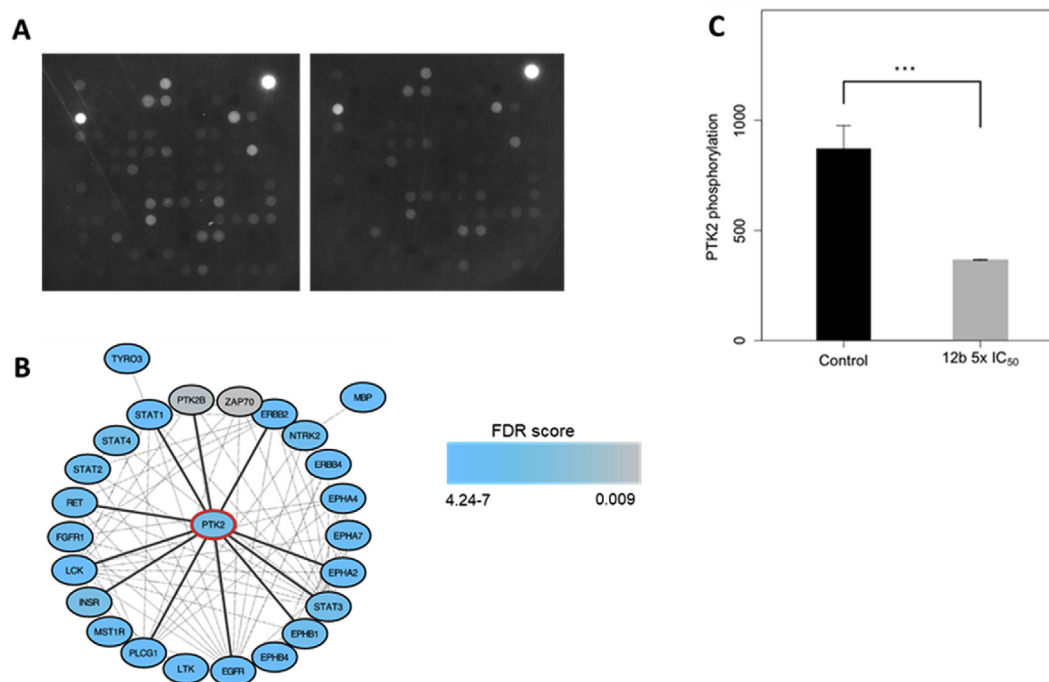 A
C
***
PTK2 phosphorylation
1000
500
0
Control
12b 5x IC₅₀
B
TYRO3
PTK2B
ZAP70
MBP
STAT1
ERBB2
STAT4
NTRK2
STAT2
ERBB4
RET
EPHA4
PTK2
FGFR1
EPHA7
LCK
EPHA2
INSR
STAT3
MST1R
EPHB1
PLCG1
EPHB4
LTK
EGFR
FDR score
4.24-7 0.009